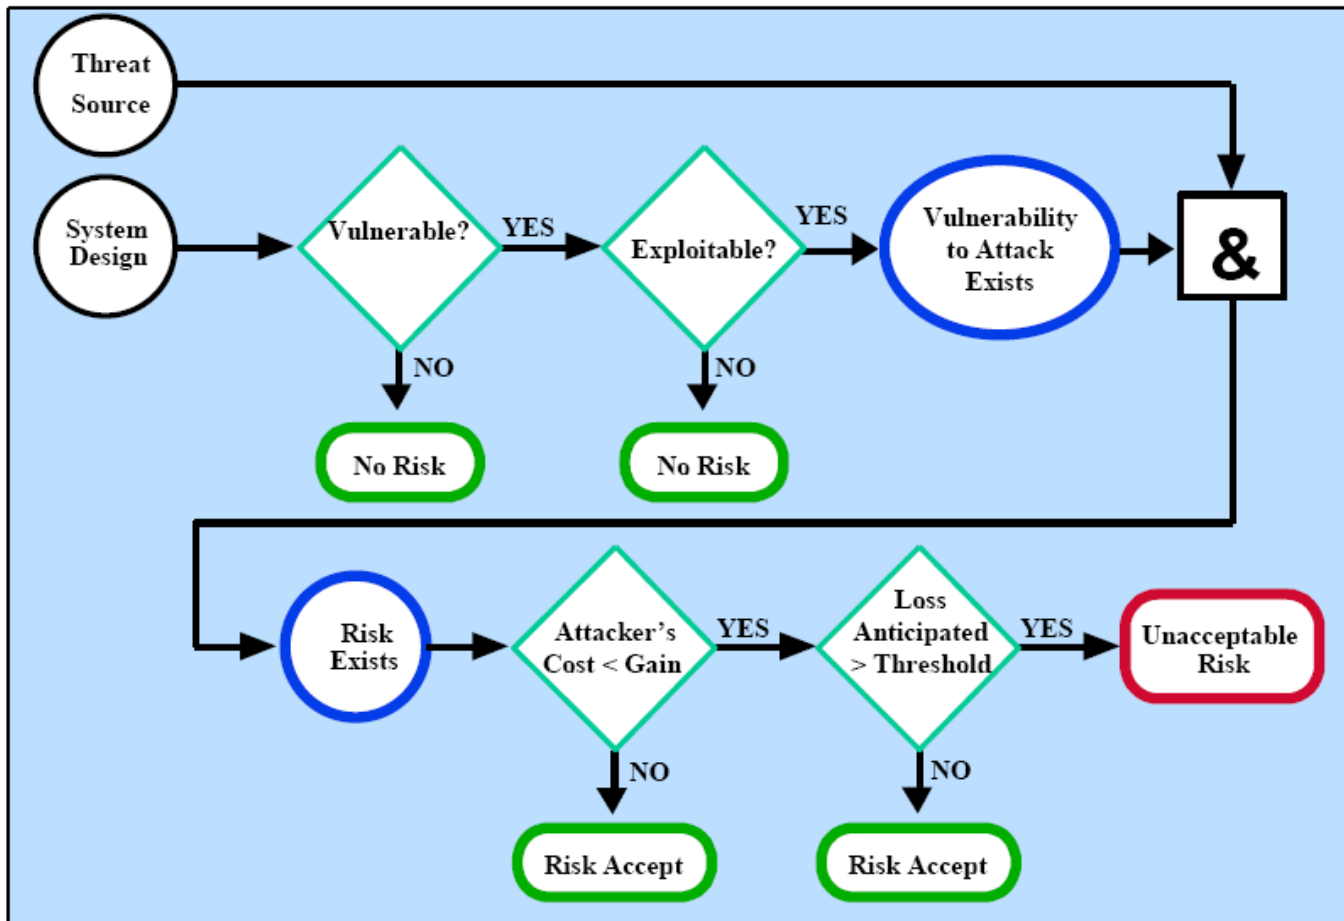 Threat
Source
System
Design
Vulnerable?
YES
Exploitable?
YES
Vulnerability
to Attack
Exists
&
NO
NO
No Risk
No Risk
Risk
Exists
Attacker's
Cost < Gain
YES
Loss
Anticipated
> Threshold
YES
Unacceptable
Risk
NO
NO
Risk Accept
Risk Accept